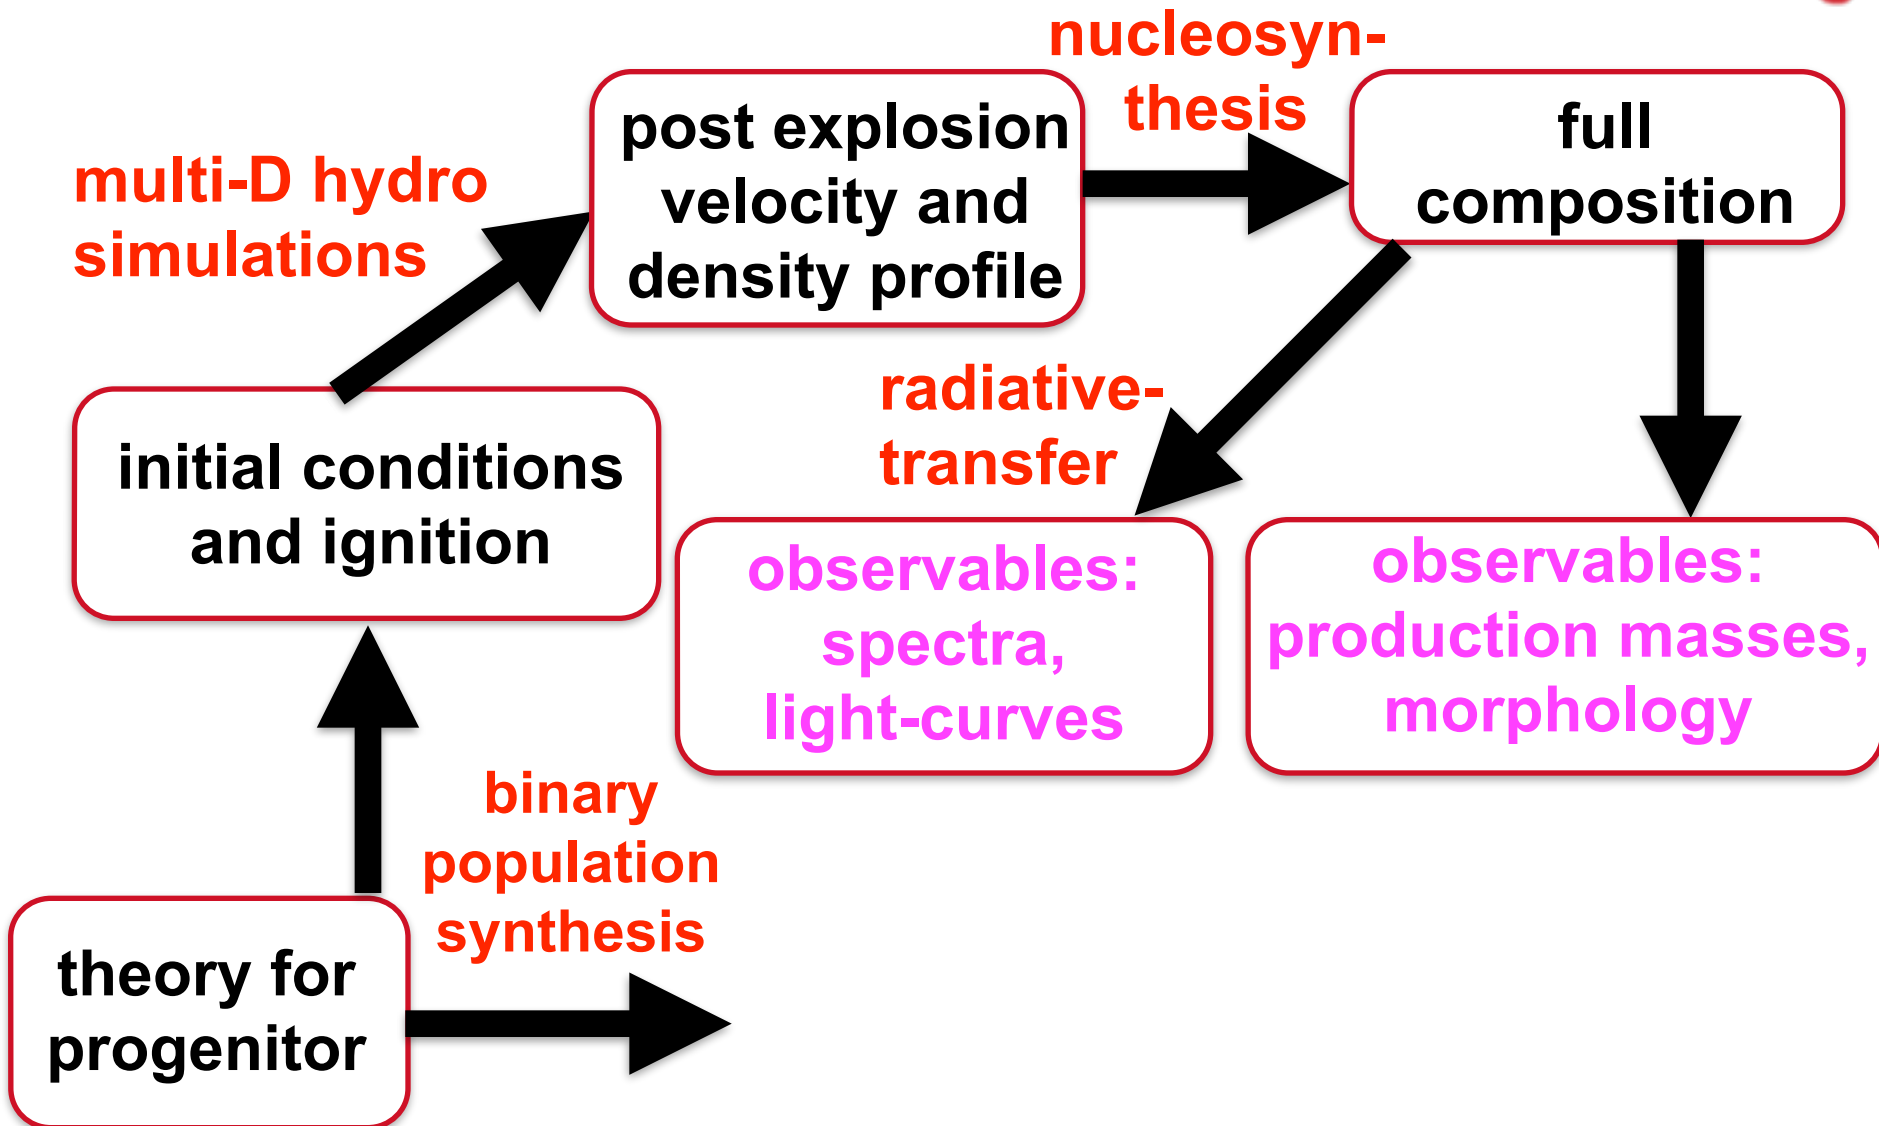 nucleosyn-
thesis
post explosion
velocity and
density profile
full
composition
multi-D hydro
simulations
radiative-
transfer
initial conditions
and ignition
observables:
spectra,
light-curves
observables:
production masses,
morphology
binary
population
synthesis
theory for
progenitor